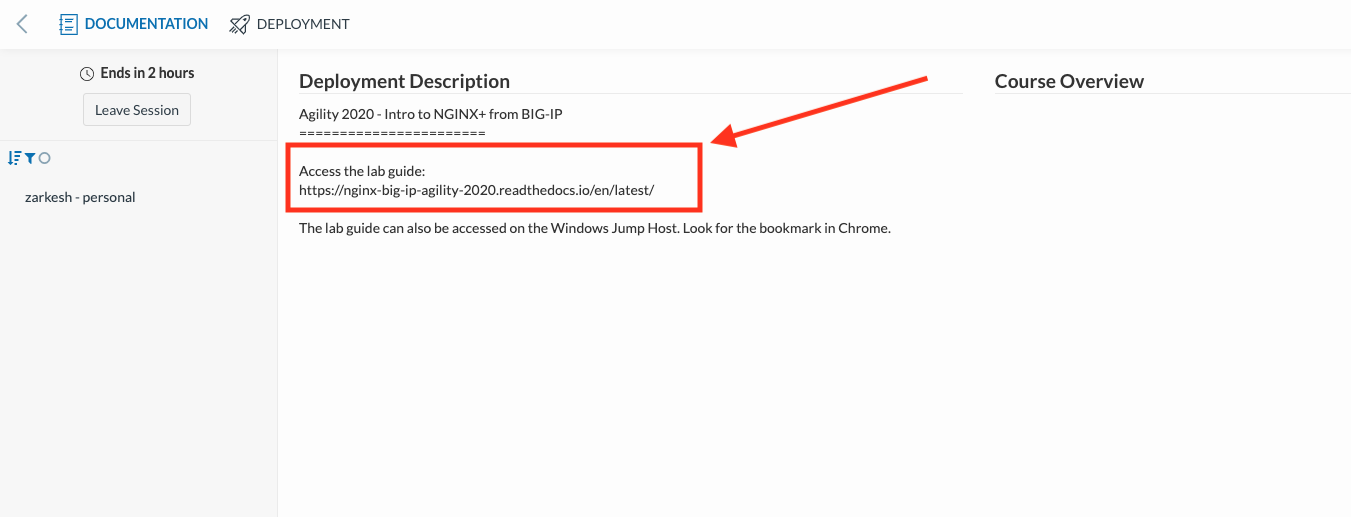 DOCUMENTATION
DEPLOYMENT
Ends in 2 hours
Leave Session
zarkesh - personal
Deployment Description
Agility 2020 - Intro to NGINX+ from BIG-IP
=======================
Access the lab guide:
https://nginx-big-ip-agility-2020.readthedocs.io/en/latest/
The lab guide can also be accessed on the Windows Jump Host. Look for the bookmark in Chrome.
Course Overview